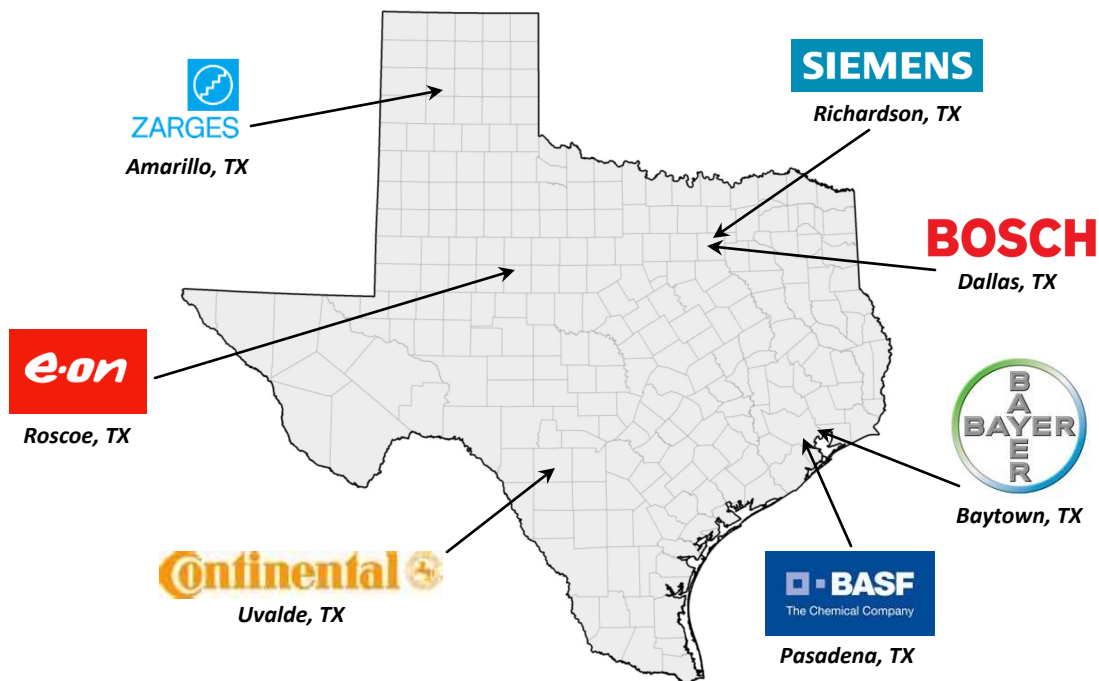 SIEMENS
Richardson, TX
ZARGES
Amarillo, TX
BOSCH
Dallas, TX
e·on
Roscoe, TX
BAYER
BAYER
Baytown, TX
Continental
Uvalde, TX
BASF
The Chemical Company
Pasadena, TX